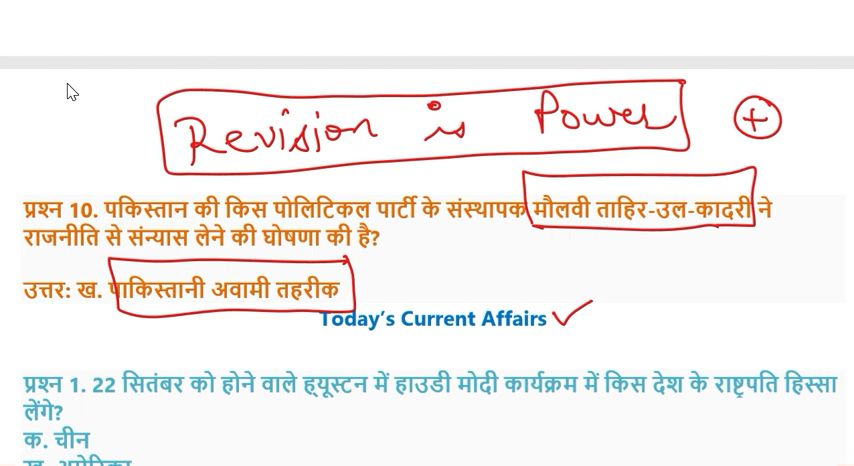 Revision is Power +
प्रश्न 10. पकिस्तान की किस पोलिटिकल पार्टी के संस्थापक मौलवी ताहिर-उल-कादरी ने
राजनीति से संन्यास लेने की घोषणा की है?
उत्तर: ख. पाकिस्तानी अवामी तहरीक
Today's Current Affairs
प्रश्न 1. 22 सितंबर को होने वाले ह्यूस्टन में हाउडी मोदी कार्यक्रम में किस देश के राष्ट्रपति हिस्सा
लेंगे?
क. चीन
ख. अमेरिका